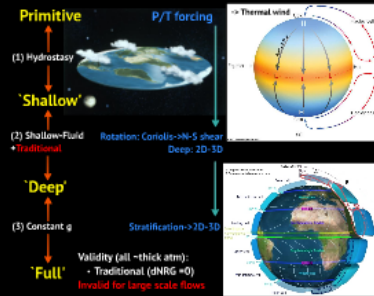 Primitive
P/T forcing
-> Thermal wind
(1) Hydrostasy
`Shallow'
(2) Shallow-Fluid
+Traditional
Rotation: Coriolis->N-S shear
Deep: 2D-3D
`Deep'
(3) Constant g
Stratification->2D-3D
`Full'
Validity (all ~thick atm):
- Traditional (dNRG =0)
Invalid for large scale flows